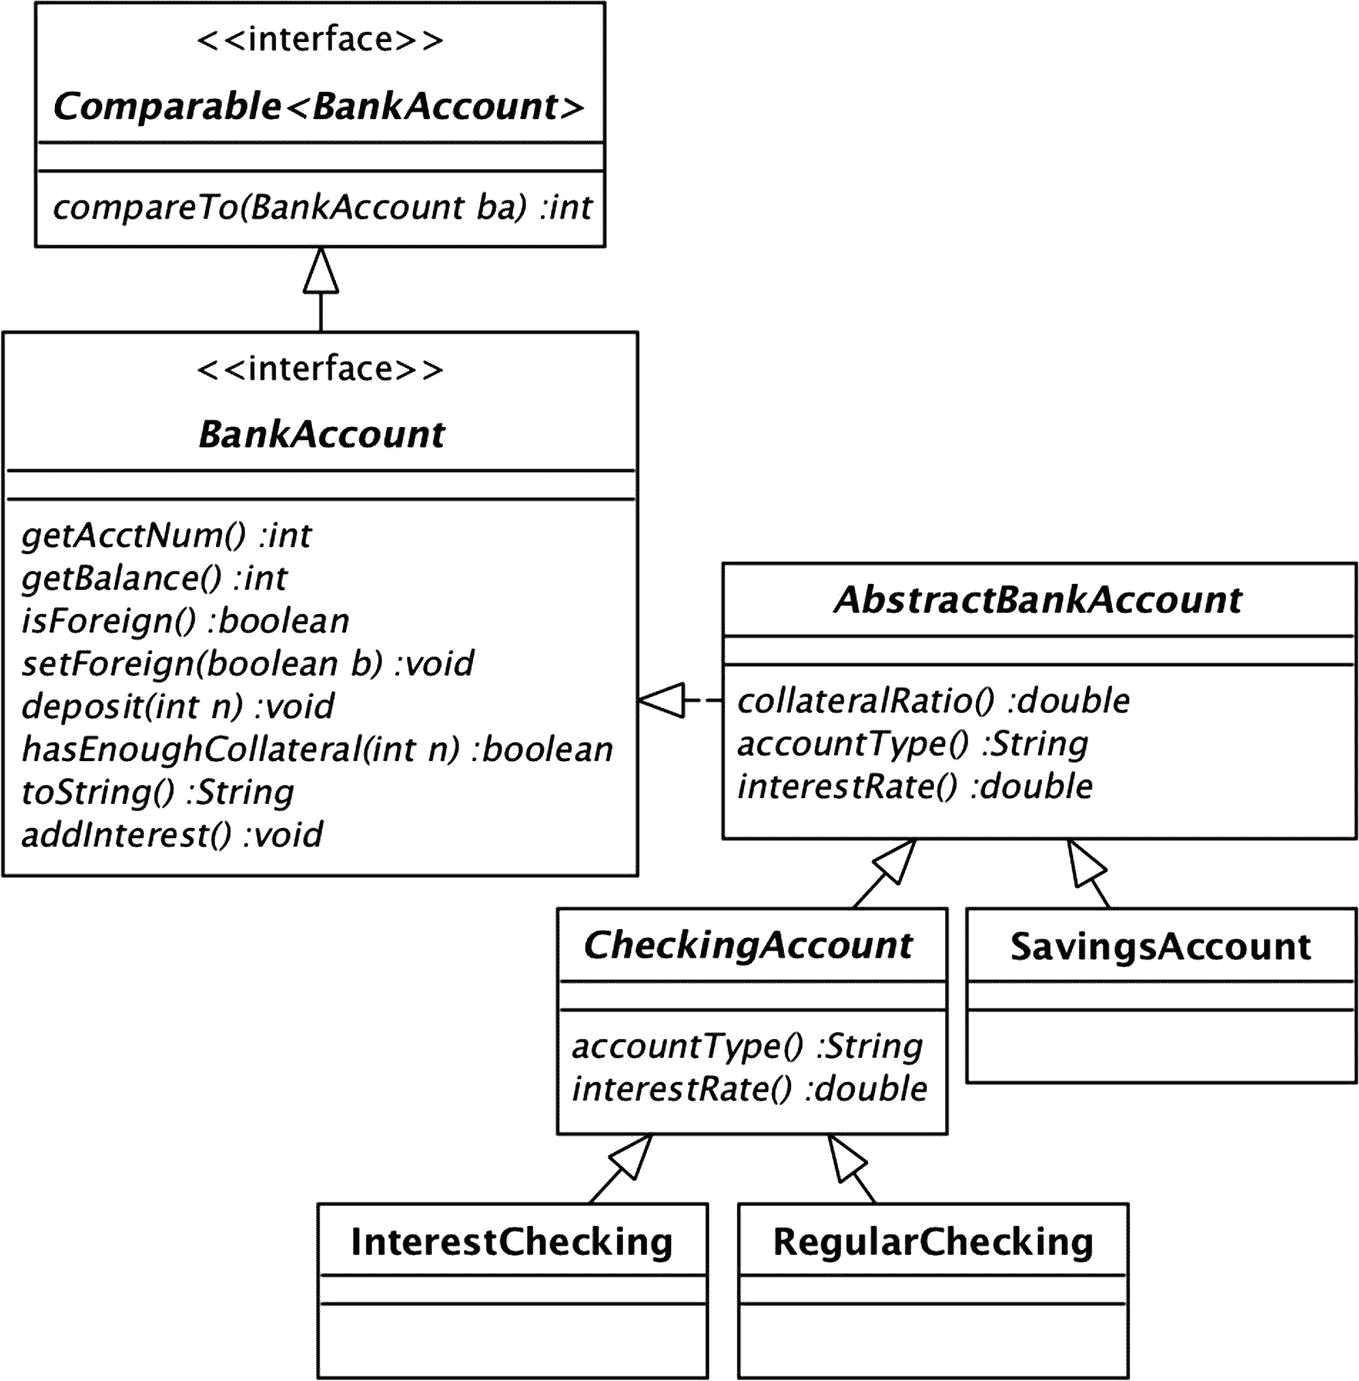 <<interface>>
Comparable<BankAccount>
compareTo(BankAccount ba) :int
<<interface>>
BankAccount
getAcctNum() :int
getBalance() :int
isForeign() :boolean
setForeign(boolean b) :void
deposit(int n) :void
hasEnoughCollateral(int n) :boolean
toString() :String
addInterest() :void
AbstractBankAccount
collateralRatio() :double
accountType() :String
interestRate() :double
CheckingAccount
accountType() :String
interestRate() :double
SavingsAccount
InterestChecking
RegularChecking